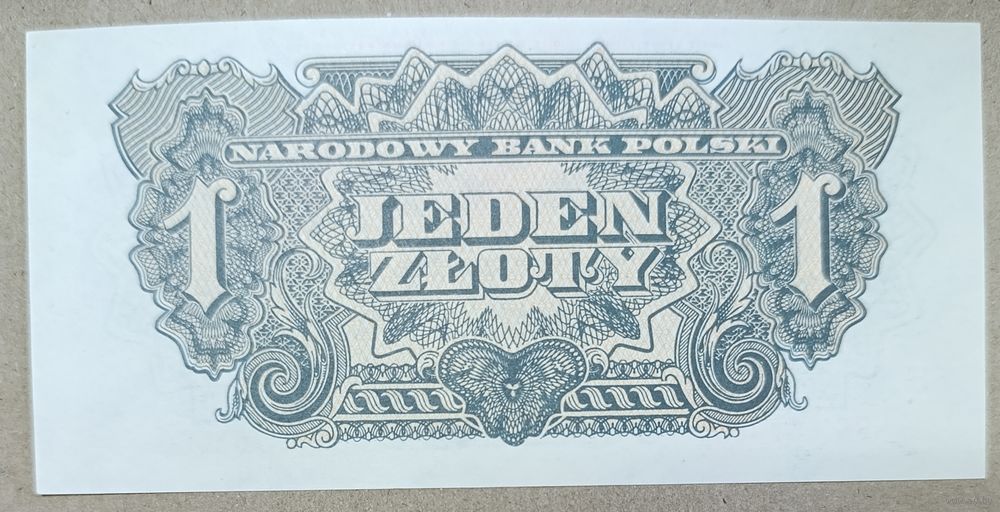 NARODOWY BANK POLSKI
1 JEDEN 1
ZŁOTY